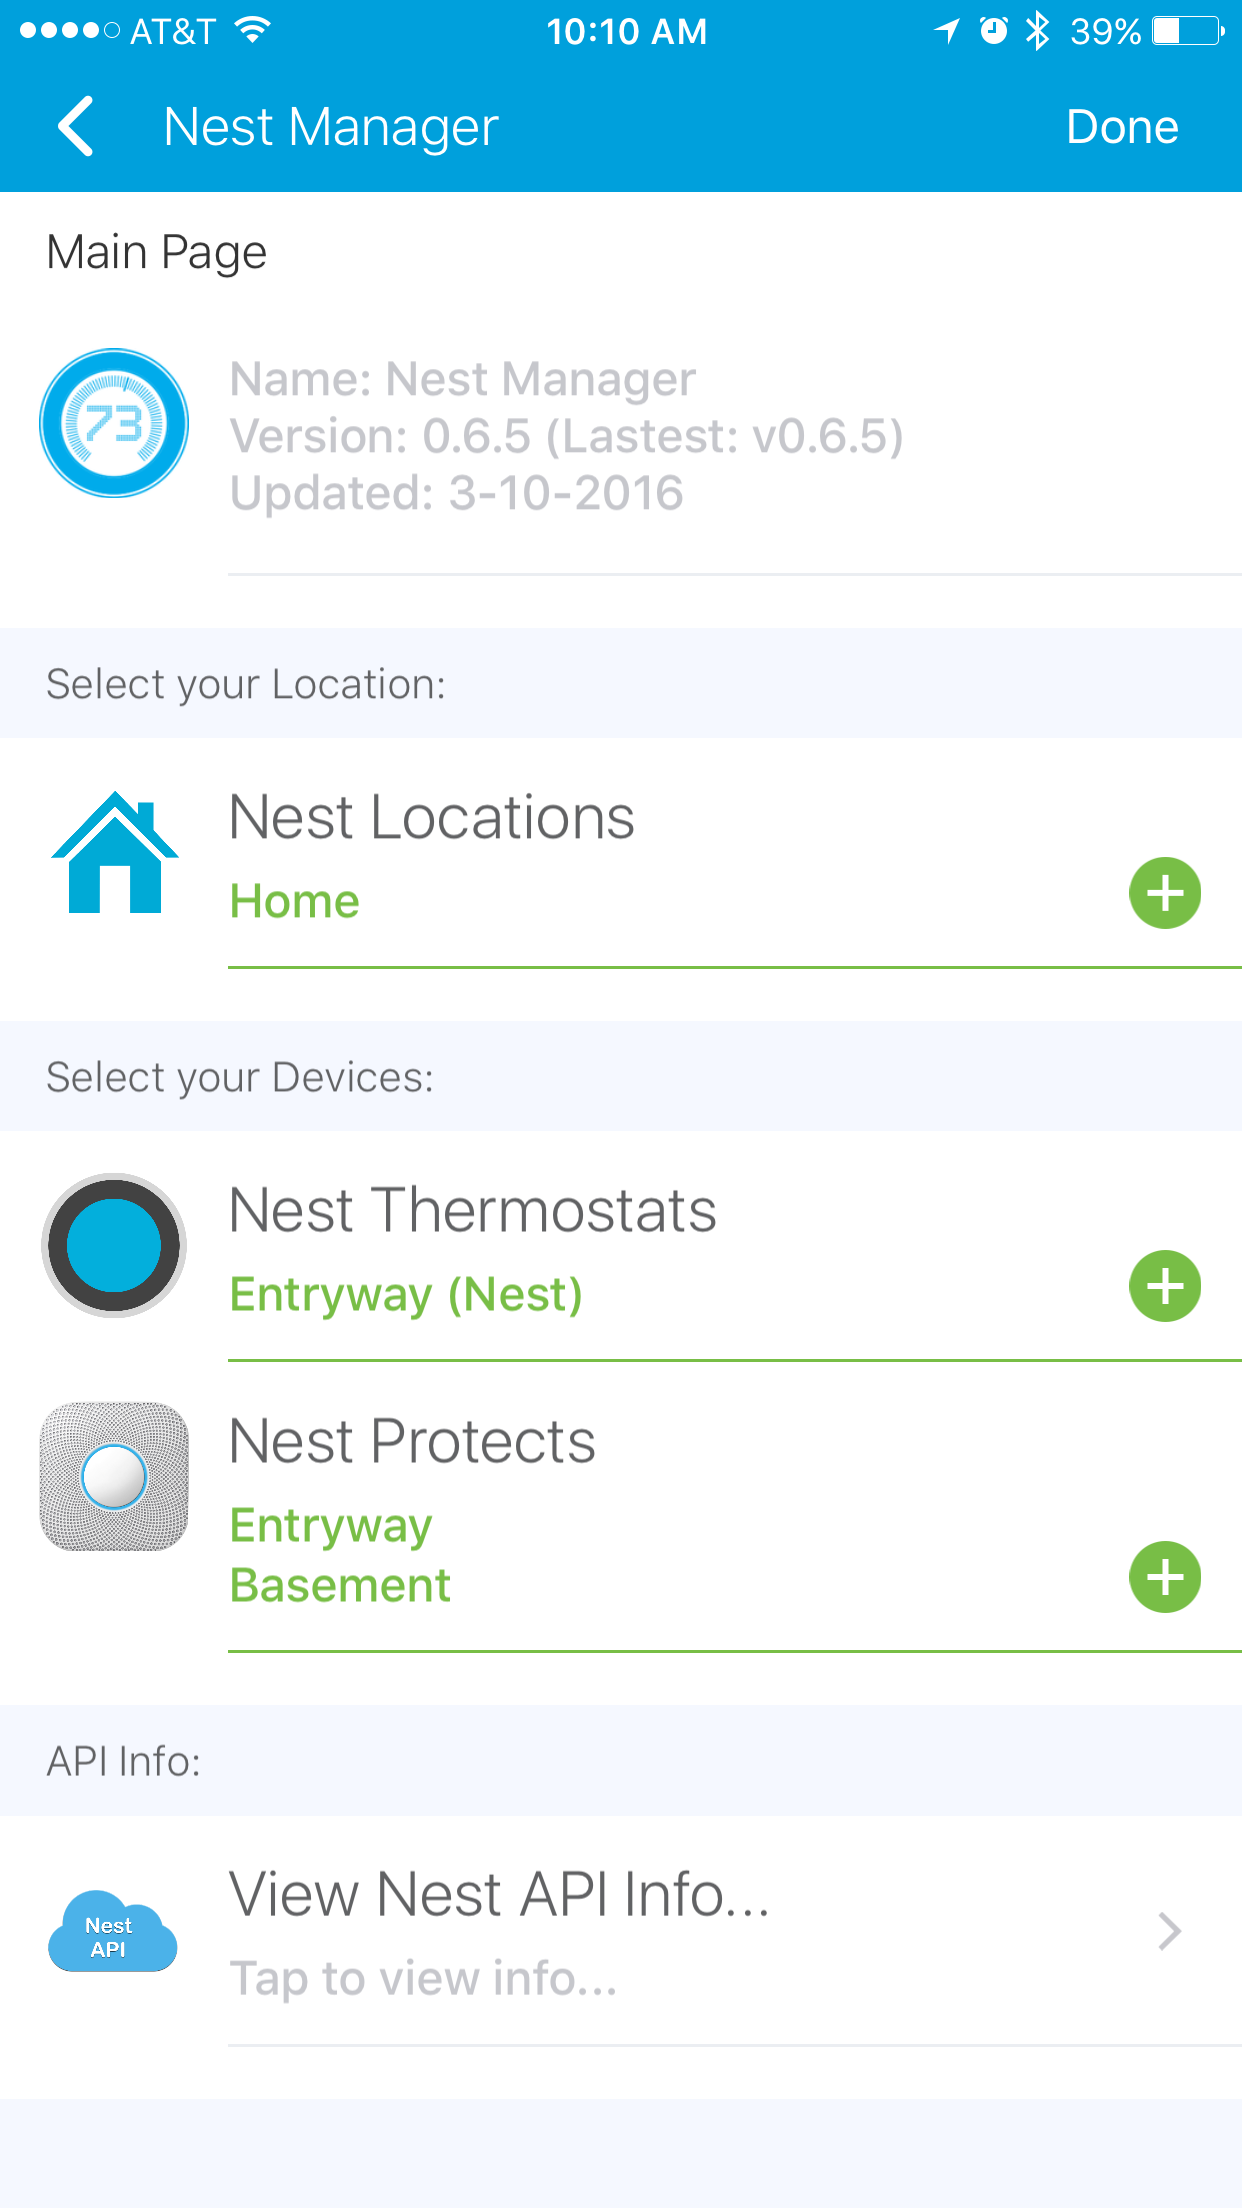 AT&T 10:10 AM 39%
Nest Manager Done
Main Page
73
Name: Nest Manager
Version: 0.6.5 (Lastest: v0.6.5)
Updated: 3-10-2016
Select your Location:
Nest Locations
Home
Select your Devices:
Nest Thermostats
Entryway (Nest)
Nest Protects
Entryway
Basement
API Info:
Nest
API
View Nest API Info...
Tap to view info...